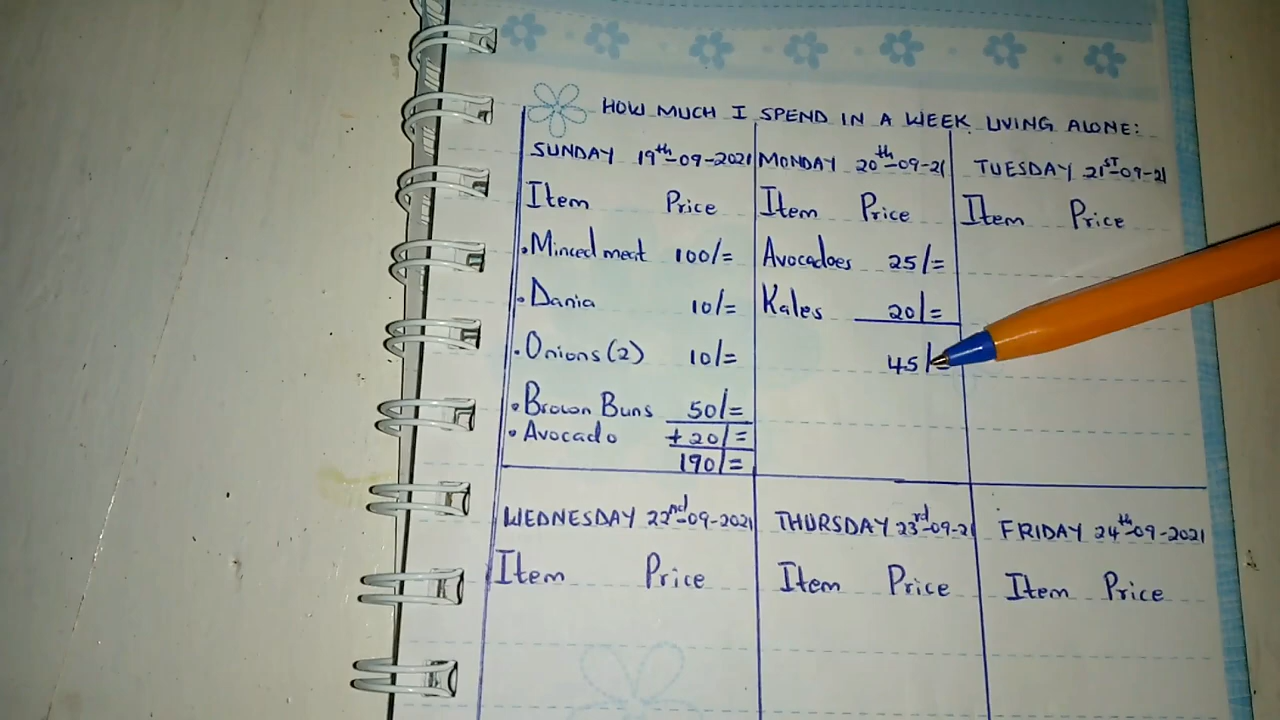 HOW MUCH I SPEND IN A WEEK LIVING ALONE:
SUNDAY 19th-09-2021
Item Price
• Minced meat 100/=
• Dania 10/=
• Onions (2) 10/=
• Brown Buns 50/=
• Avocado +20/=
190/=
MONDAY 20th-09-21
Item Price
Avocadoes 25/=
Kales 20/=
45/=
TUESDAY 21ST-09-21
Item Price
WEDNESDAY 22nd-09-2021
Item Price
THURSDAY 23rd-09-21
Item Price
FRIDAY 24th-09-2021
Item Price